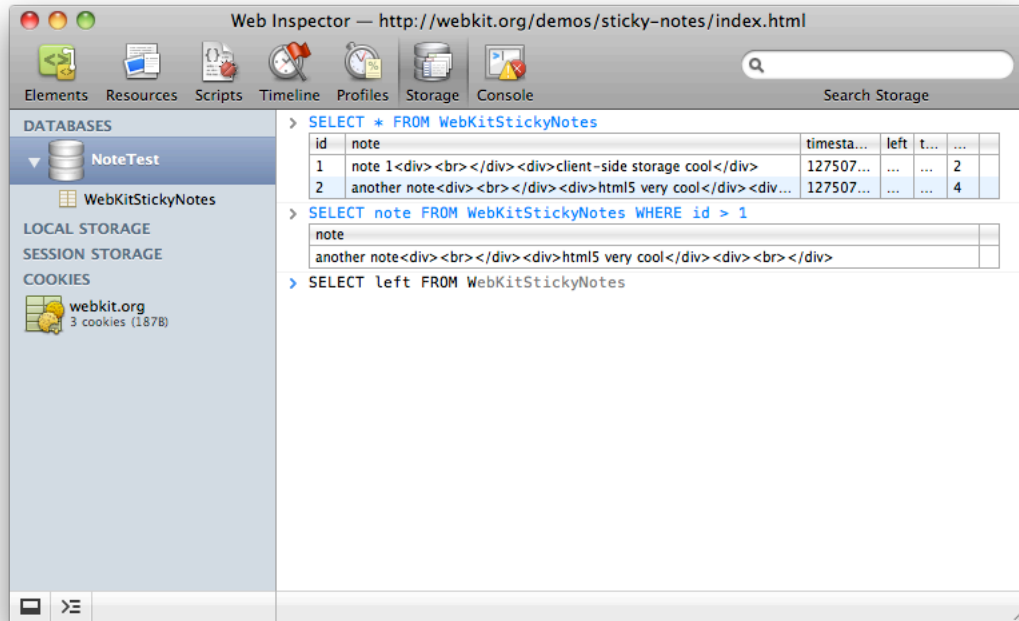 Web Inspector — http://webkit.org/demos/sticky-notes/index.html
Elements Resources Scripts Timeline Profiles Storage Console Search Storage
DATABASES
NoteTest
WebKitStickyNotes
LOCAL STORAGE
SESSION STORAGE
COOKIES
webkit.org
3 cookies (187B)
> SELECT * FROM WebKitStickyNotes
id note timesta... left t... ...
1 note 1<div><br></div><div>client-side storage cool</div> 127507... ... ... 2
2 another note<div><br></div><div>html5 very cool</div><div... 127507... ... ... 4
> SELECT note FROM WebKitStickyNotes WHERE id > 1
note
another note<div><br></div><div>html5 very cool</div><div><br></div>
> SELECT left FROM WebKitStickyNotes